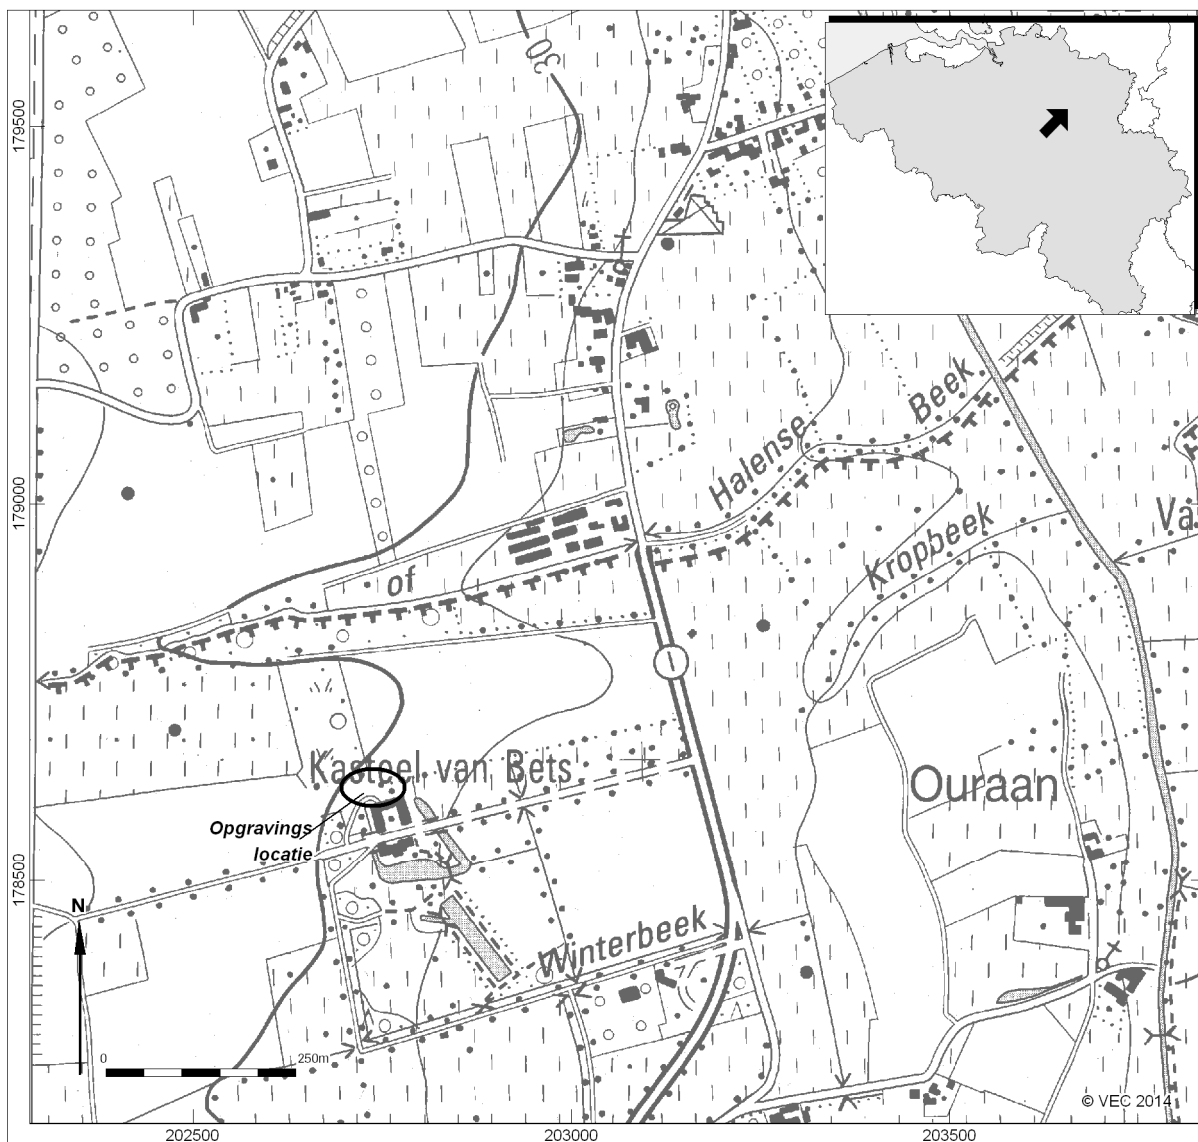 30
179500
Halense
Beek
179000
of
Kropbeek
Kasteel van Bets
Ouraan
Opgravings
locatie
178500
N
Winterbeek
0
250m
© VEC 2014
202500
203000
203500